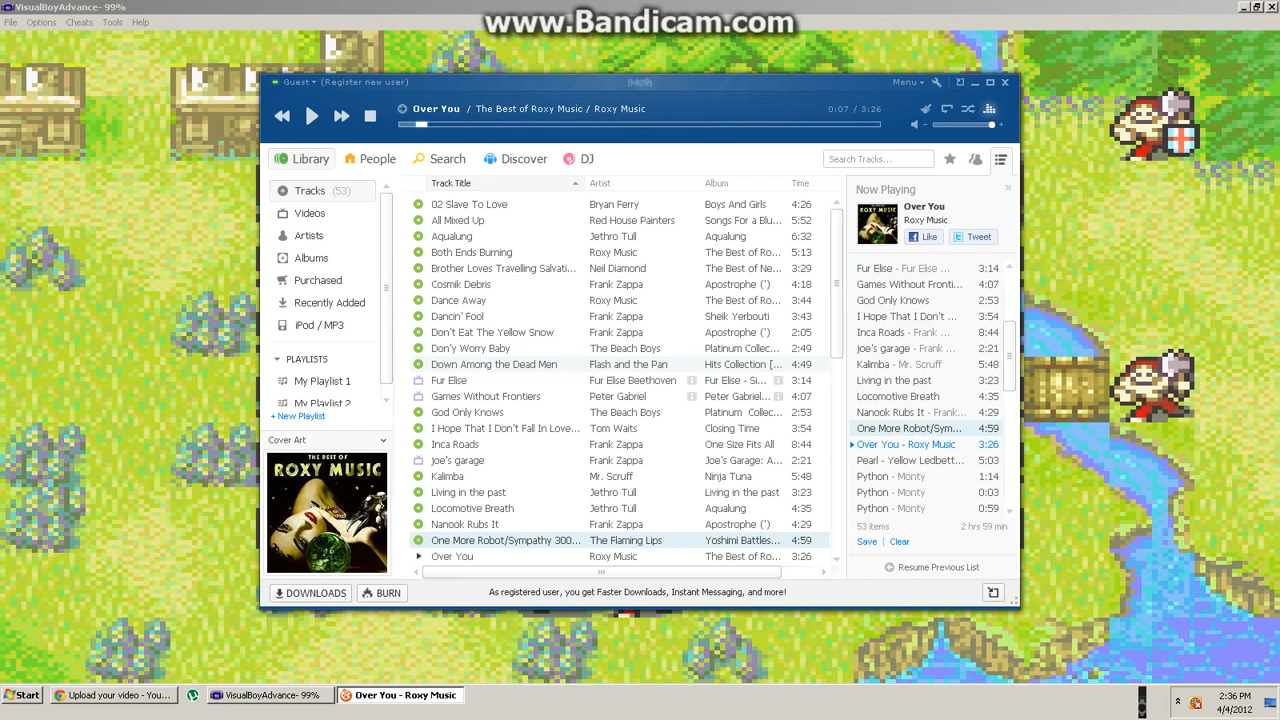 VisualBoyAdvance- 99%
www.Bandicam.com
File Options Cheats Tools Help
Guest (Register new user)
Menu
Over You / The Best of Roxy Music / Roxy Music
0:07 / 3:26
Library People Search Discover DJ
Search Tracks...
Tracks (53)
Videos
Artists
Albums
Purchased
Recently Added
iPod / MP3
PLAYLISTS
My Playlist 1
My Playlist 2
+ New Playlist
Cover Art
THE BEST OF
ROXY MUSIC
Track Title Artist Album Time
02 Slave To Love Bryan Ferry Boys And Girls 4:26
All Mixed Up Red House Painters Songs For a Blu... 5:52
Aqualung Jethro Tull Aqualung 6:32
Both Ends Burning Roxy Music The Best of Ro... 5:13
Brother Loves Travelling Salvati... Neil Diamond The Best of Ne... 3:26
Cosmik Debris Frank Zappa Apostrophe (') 4:18
Dance Away Roxy Music The Best of Ro... 3:44
Dancin' Fool Frank Zappa Sheik Yerbouti 3:44
Don't Eat The Yellow Snow Frank Zappa Apostrophe (') 2:05
Don'y Worry Baby The Beach Boys Platinum Collec... 2:49
Down Among the Dead Men Flash and the Pan Hits Collection [... 4:49
Fur Elise Fur Elise Beethoven Fur Elise - Si... 3:14
Games Without Frontiers Peter Gabriel Peter Gabriel... 4:07
God Only Knows The Beach Boys Platinum Collec... 2:53
I Hope That I Don't Fall In Love... Tom Waits Closing Time 3:56
Inca Roads Frank Zappa One Size Fits All 8:44
joe's garage Frank Zappa Joe's Garage: A... 2:21
Kalimba Mr. Scruff Ninja Tuna 5:48
Living in the past Jethro Tull Living in the past 3:23
Locomotive Breath Jethro Tull Aqualung 4:35
Nanook Rubs It Frank Zappa Apostrophe (') 4:29
One More Robot/Sympathy 300... The Flaming Lips Yoshimi Battles... 4:59
Over You Roxy Music The Best of Ro... 3:26
Now Playing
Over You
Roxy Music
Like Tweet
Fur Elise - Fur Elise ... 3:14
Games Without Fronti... 4:07
God Only Knows 2:53
I Hope That I Don't ... 3:56
Inca Roads - Frank ... 8:44
joe's garage - Frank ... 2:21
Kalimba - Mr. Scruff 5:48
Living in the past 3:23
Locomotive Breath 4:35
Nanook Rubs It - Frank... 4:29
One More Robot/Sym... 4:59
Over You - Roxy Music 3:26
Pearl - Yellow Ledbett... 5:03
Python - Monty 1:14
Python - Monty 0:03
Python - Monty 0:59
53 items 2 hrs 59 min
Save | Clear
Resume Previous List
DOWNLOADS BURN
As registered user, you get Faster Downloads, Instant Messaging, and more!
Start
Upload your video - You...
VisualBoyAdvance- 99%
Over You - Roxy Music
2:36 PM
4/4/2012